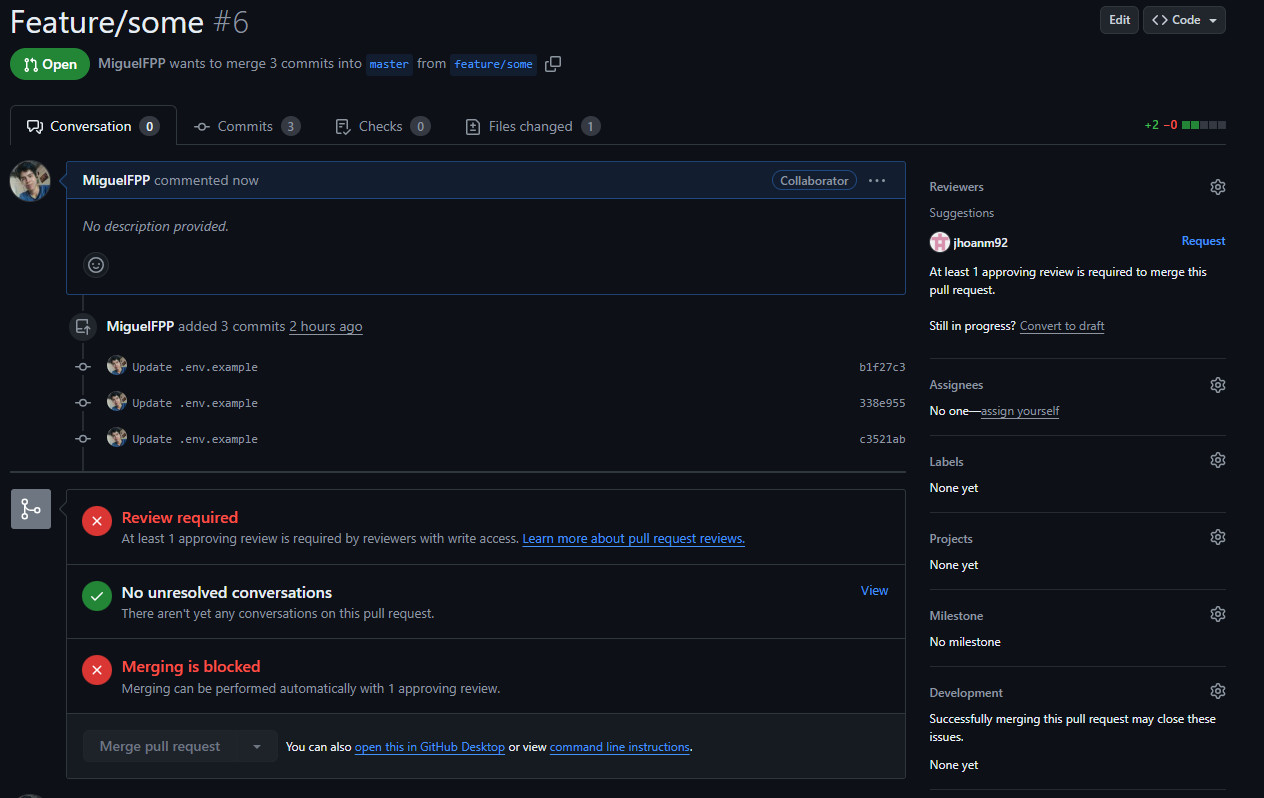 Feature/some #6
Edit
Code
Open
MiguelFPP wants to merge 3 commits into master from feature/some
Conversation 0
Commits 3
Checks 0
Files changed 1
+2 −0
MiguelFPP commented now
Collaborator
No description provided.
MiguelFPP added 3 commits 2 hours ago
Update .env.example b1f27c3
Update .env.example 338e955
Update .env.example c3521ab
Review required
At least 1 approving review is required by reviewers with write access. Learn more about pull request reviews.
No unresolved conversations
There aren't yet any conversations on this pull request.
View
Merging is blocked
Merging can be performed automatically with 1 approving review.
Merge pull request
You can also open this in GitHub Desktop or view command line instructions.
Reviewers
Suggestions
jhoanm92 Request
At least 1 approving review is required to merge this
pull request.
Still in progress? Convert to draft
Assignees
No one—assign yourself
Labels
None yet
Projects
None yet
Milestone
No milestone
Development
Successfully merging this pull request may close these
issues.
None yet